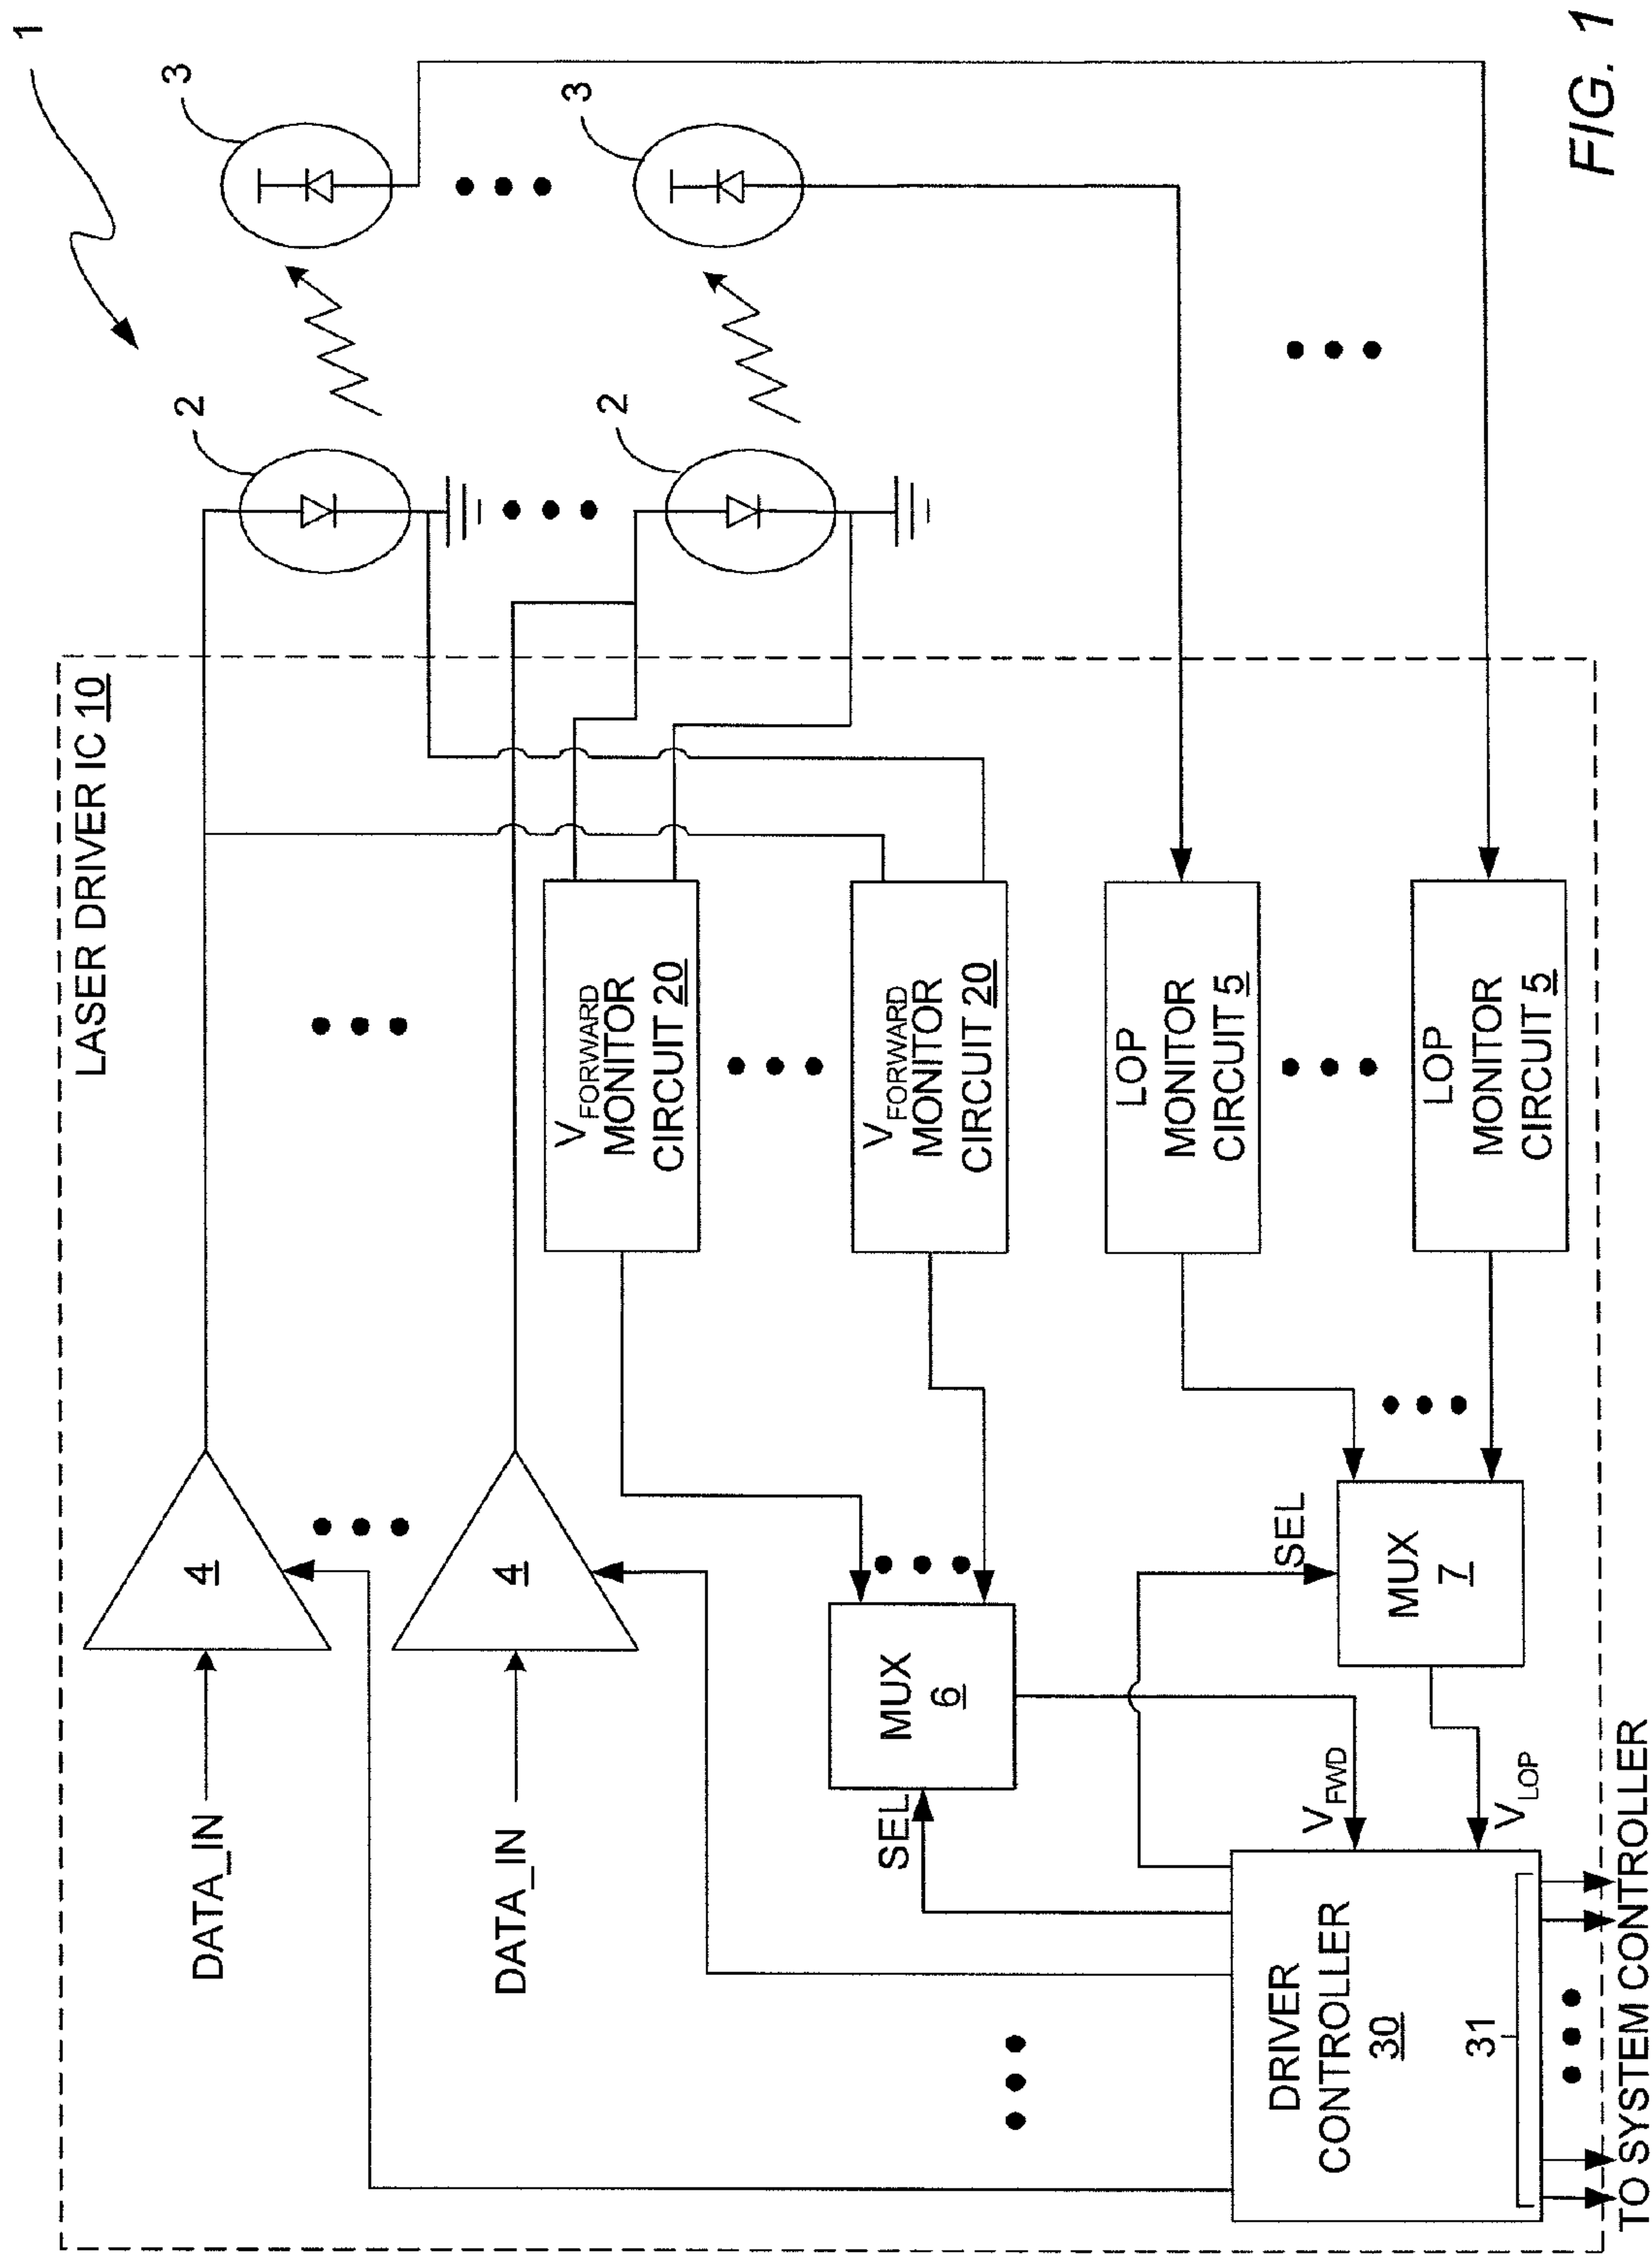 1
3
3
2
2
LASER DRIVER IC 10
4
4
DATA_IN
DATA_IN
VFORWARD
MONITOR
CIRCUIT 20
VFORWARD
MONITOR
CIRCUIT 20
LOP
MONITOR
CIRCUIT 5
LOP
MONITOR
CIRCUIT 5
MUX
6
SEL
MUX
7
SEL
VFWD
VLOP
DRIVER
CONTROLLER
30
31
TO SYSTEM CONTROLLER
FIG. 1